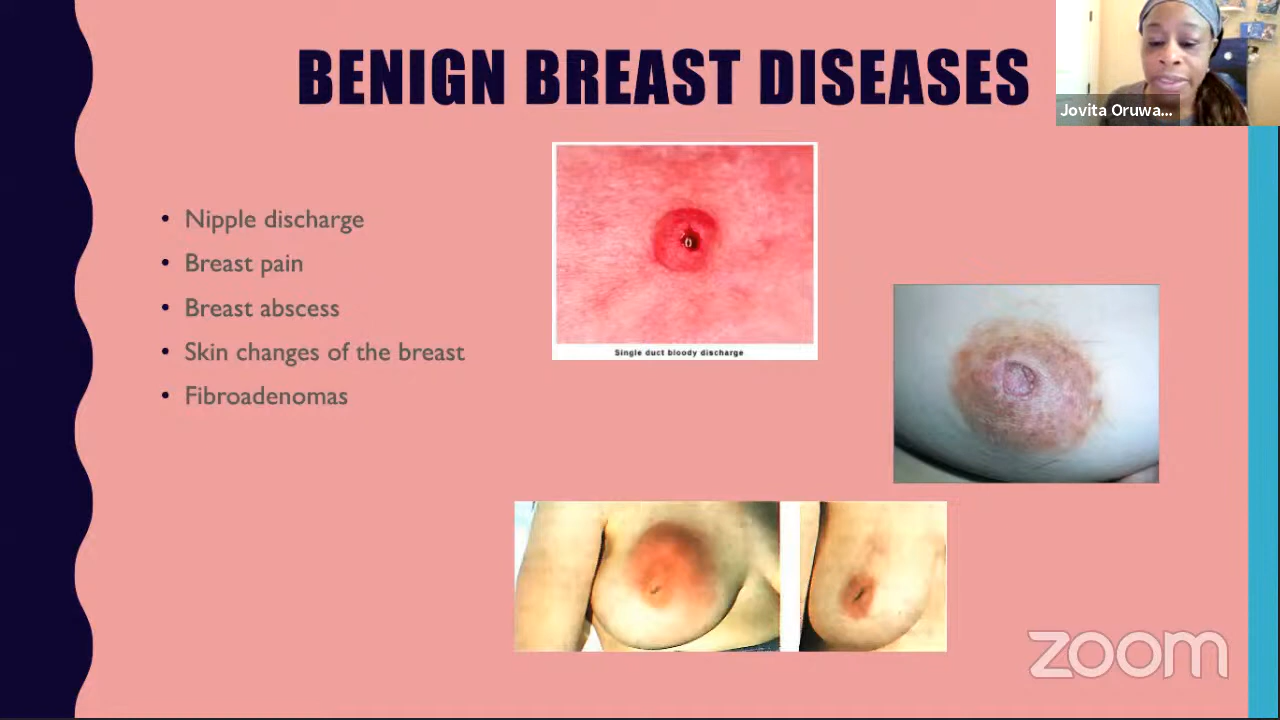 BENIGN BREAST DISEASES
Jovita Oruwa...
Nipple discharge
Breast pain
Breast abscess
Skin changes of the breast
Fibroadenomas
Single duct bloody discharge
zoom